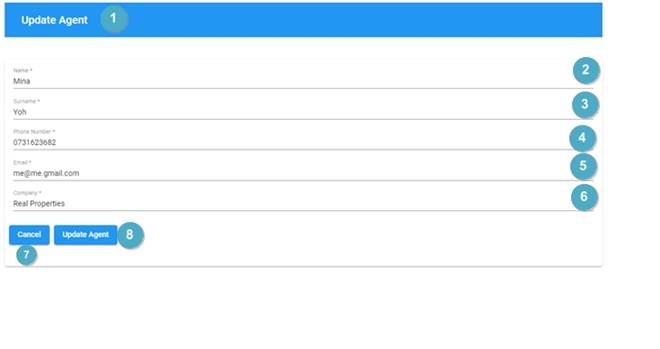 Update Agent 1
Name * 2
Mina
Surname * 3
Yoh
Phone Number * 4
0731623682
Email * 5
me@me.gmail.com
Company * 6
Real Properties
Cancel Update Agent 8
7